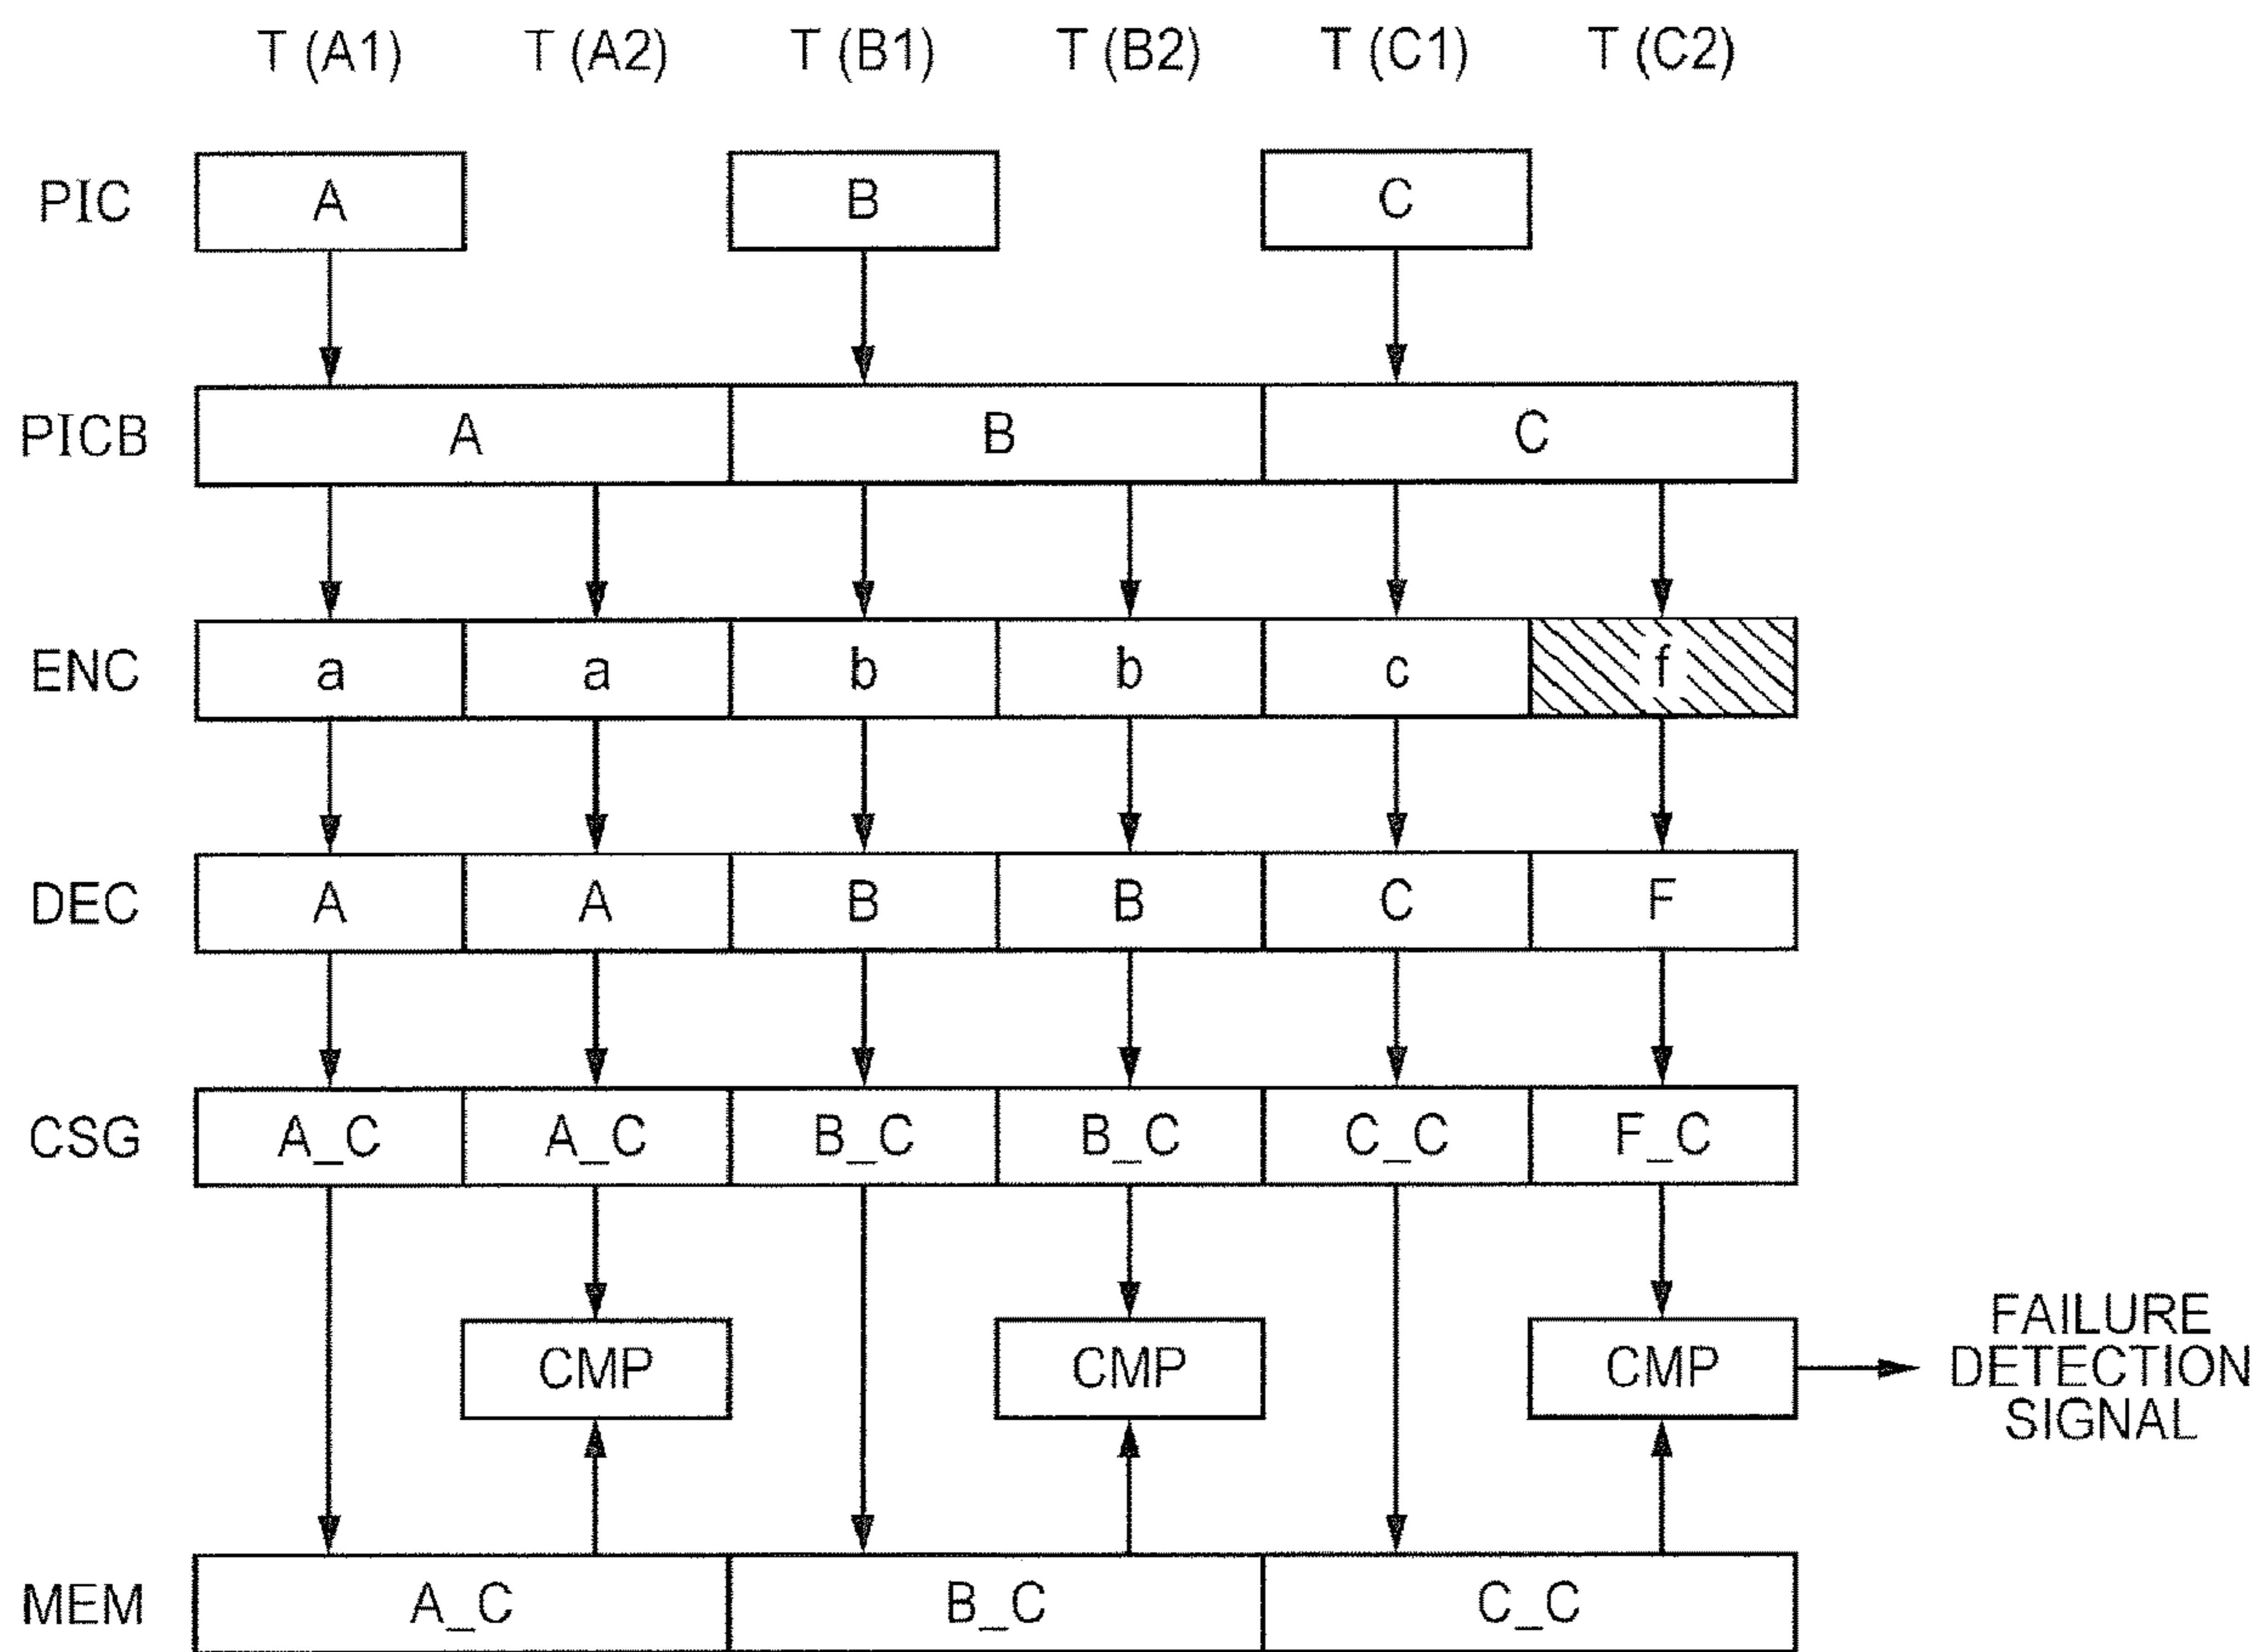 T (A1) T (A2) T (B1) T (B2) T (C1) T (C2)
PIC A B C
PICB A B C
ENC a a b b c f
DEC A A B B C F
CSG A_C A_C B_C B_C C_C F_C
CMP CMP CMP FAILURE
DETECTION
SIGNAL
MEM A_C B_C C_C